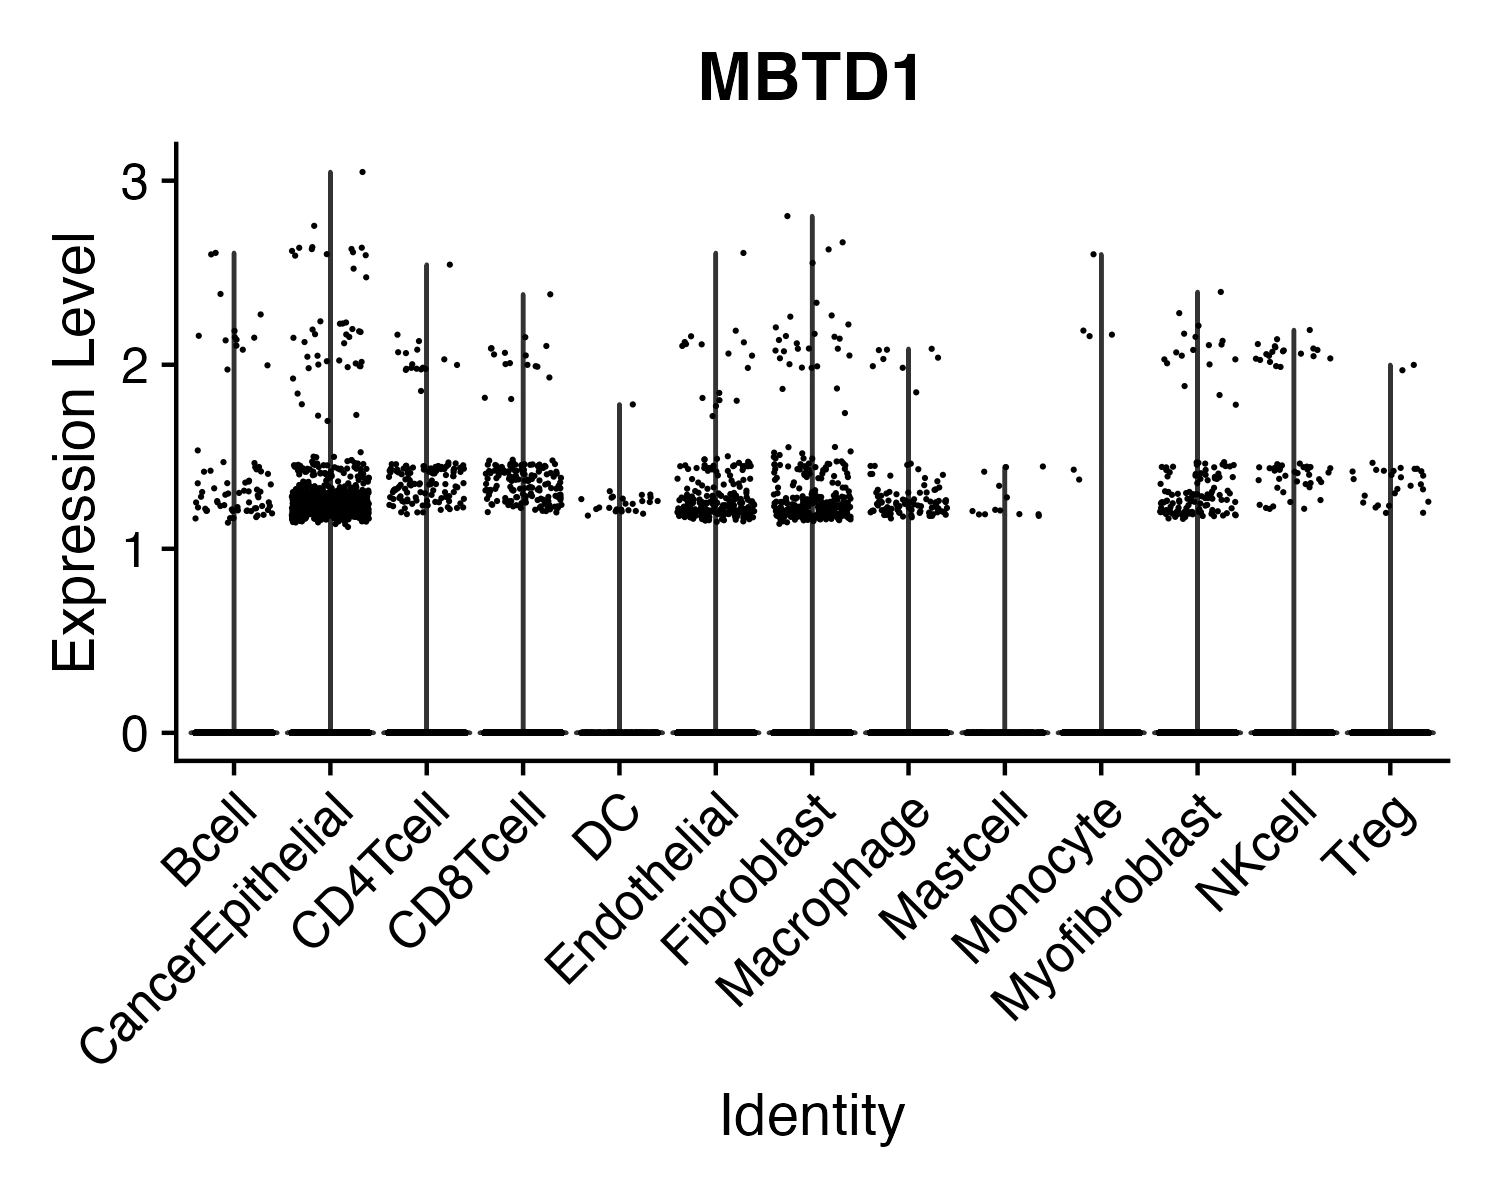 MBTD1
Expression Level
3
2
1
0
Bcell
CancerEpithelial
CD4Tcell
CD8Tcell
DC
Endothelial
Fibroblast
Macrophage
Mastcell
Monocyte
Myofibroblast
NKcell
Treg
Identity